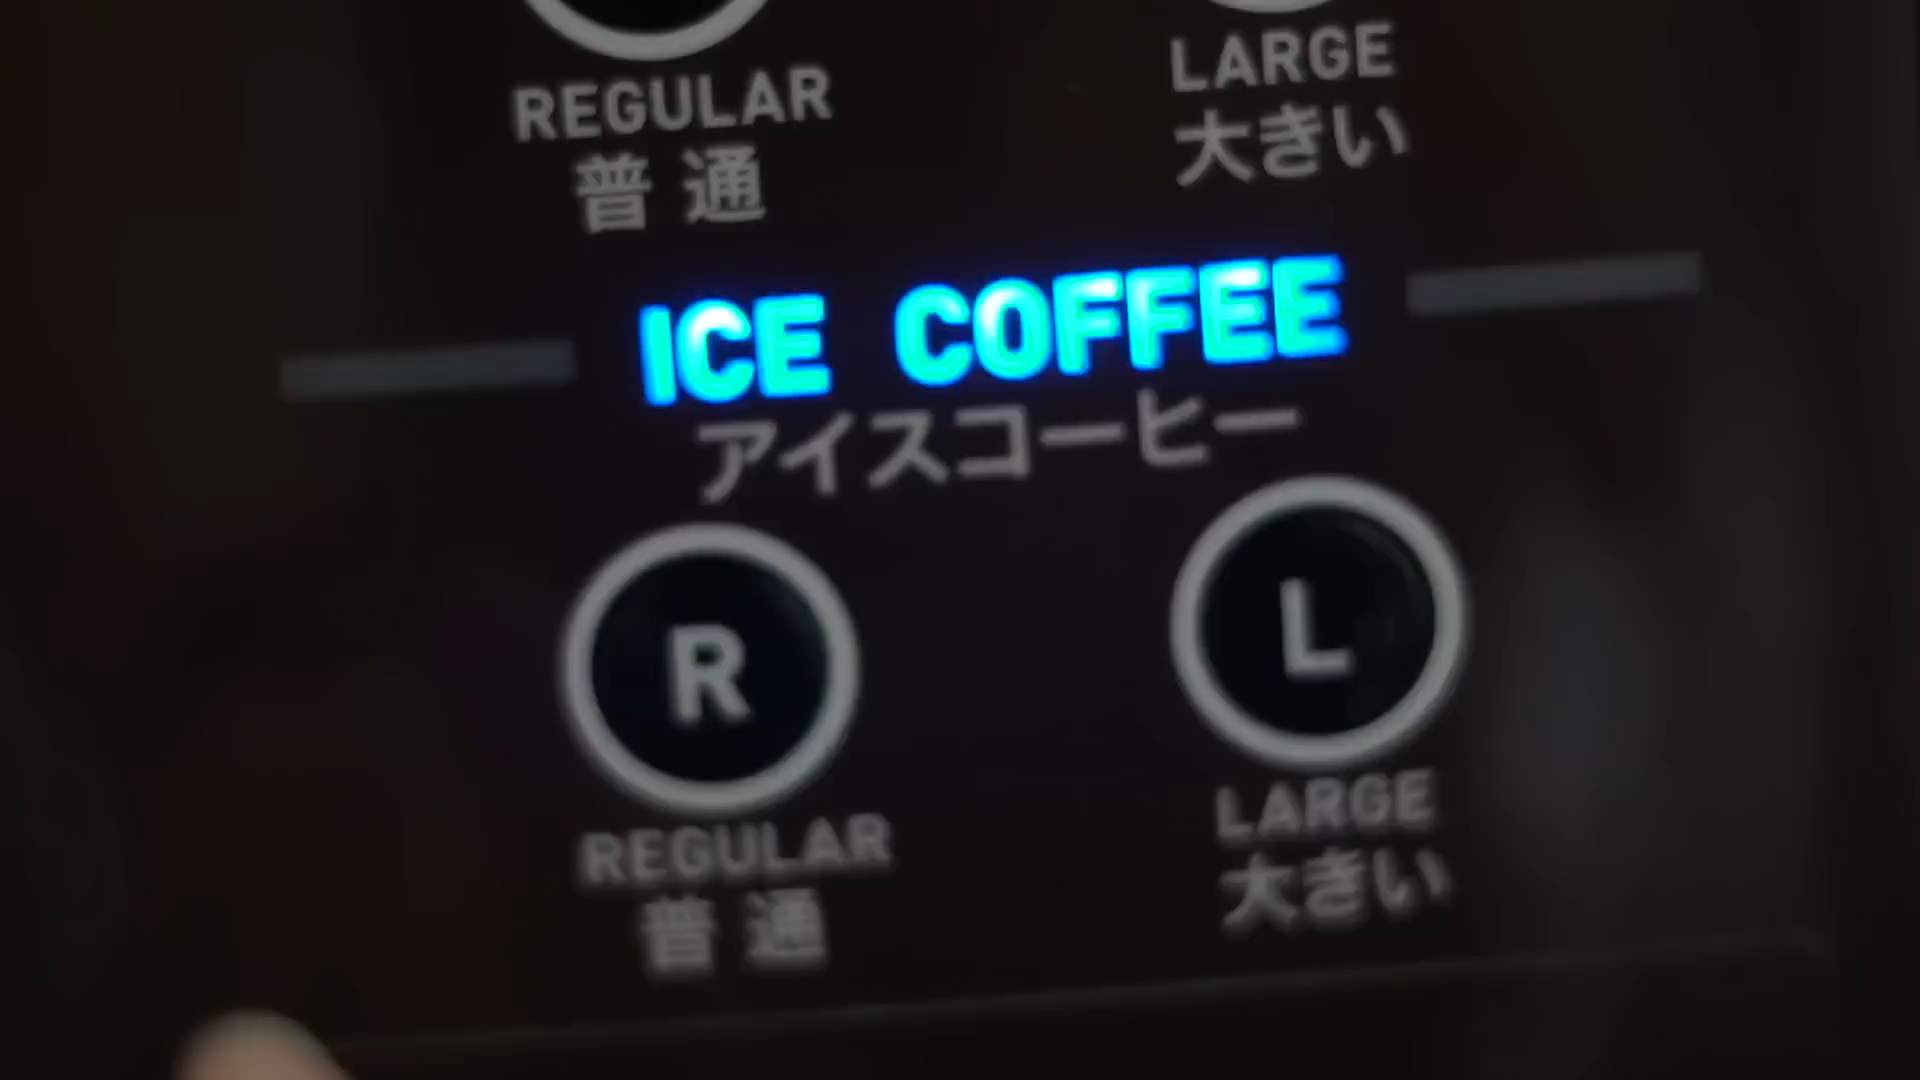 REGULAR
普通
LARGE
大きい
ICE COFFEE
アイスコーヒー
R
REGULAR
普通
L
LARGE
大きい